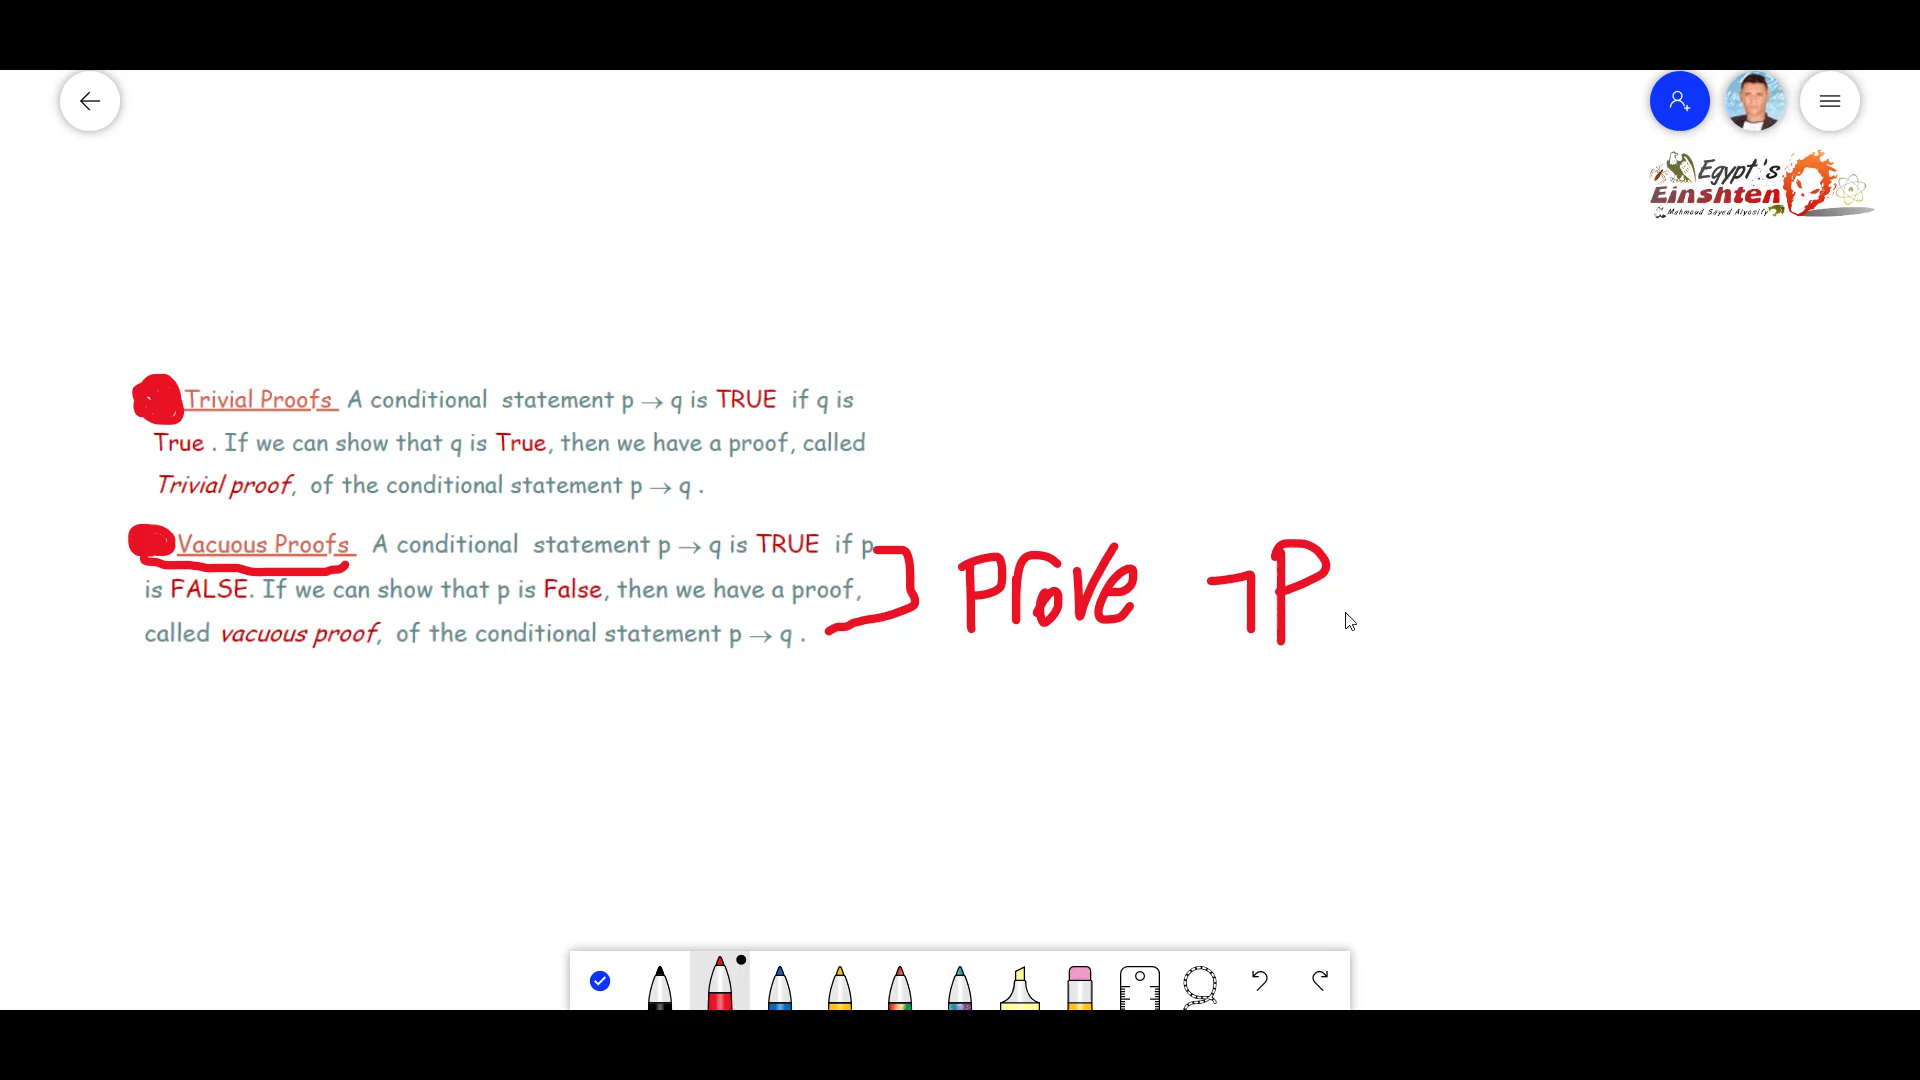 Egypt's
Einshten
Mahmoud Sayed Alyosify
Trivial Proofs A conditional statement p → q is TRUE if q is
True . If we can show that q is True, then we have a proof, called
Trivial proof, of the conditional statement p → q .
Vacuous Proofs A conditional statement p → q is TRUE if p
is FALSE. If we can show that p is False, then we have a proof,
called vacuous proof, of the conditional statement p → q .
Prove ¬P